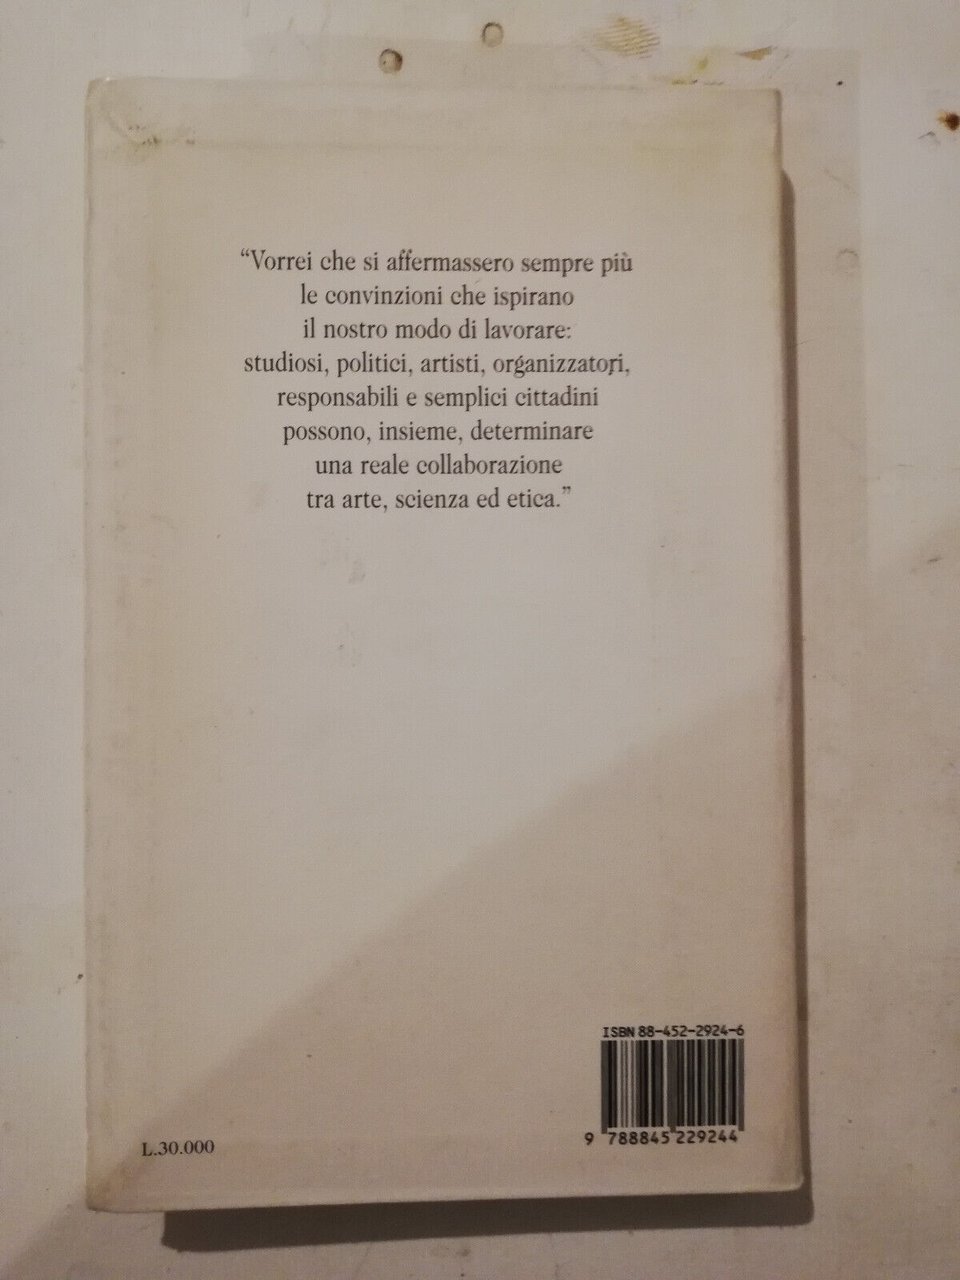 “Vorrei che si affermassero sempre più
le convinzioni che ispirano
il nostro modo di lavorare:
studiosi, politici, artisti, organizzatori,
responsabili e semplici cittadini
possono, insieme, determinare
una reale collaborazione
tra arte, scienza ed etica.”
ISBN 88-452-2924-6
9 788845 229244
L.30.000